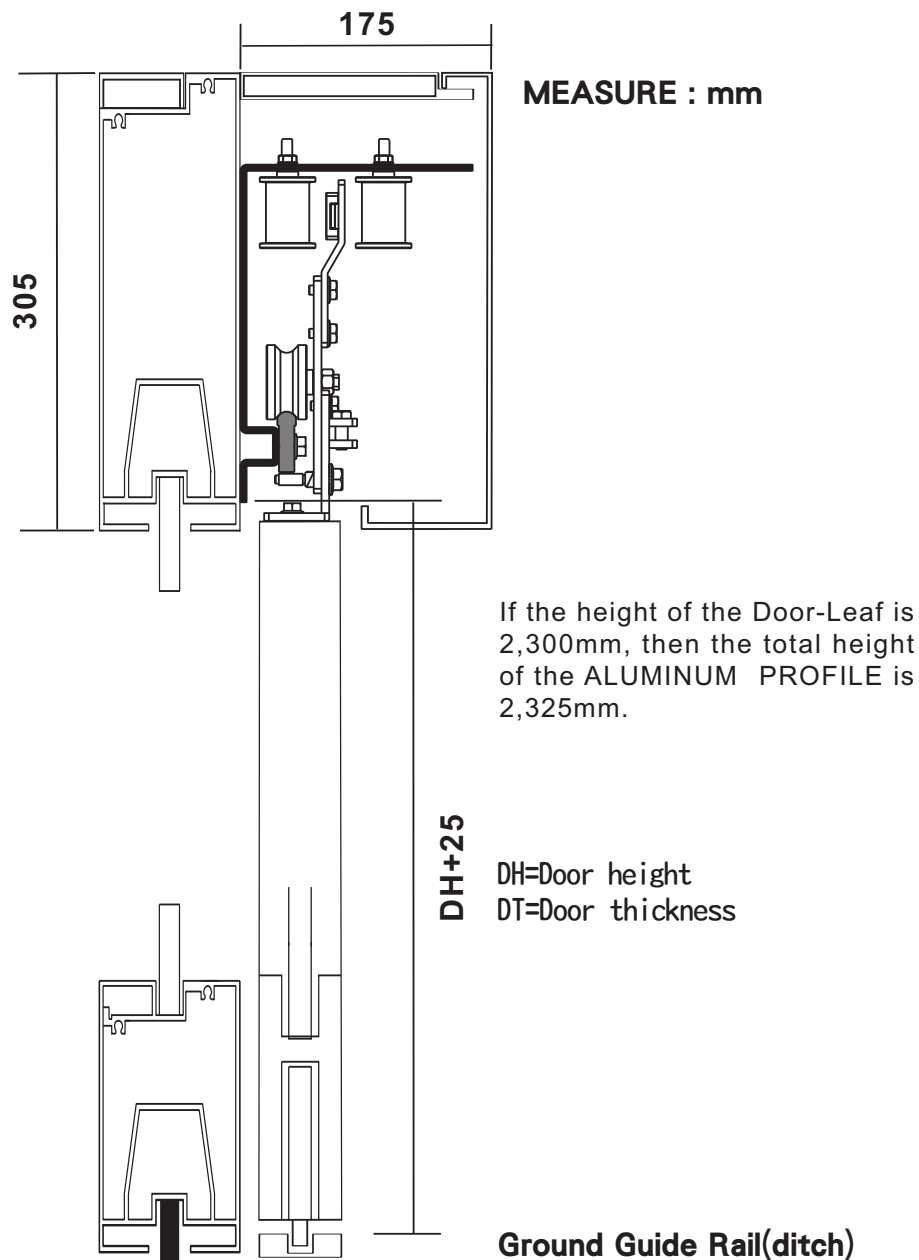 175
MEASURE : mm
305
If the height of the Door-Leaf is
2,300mm, then the total height
of the ALUMINUM PROFILE is
2,325mm.
DH+25
DH=Door height
DT=Door thickness
Ground Guide Rail(ditch)